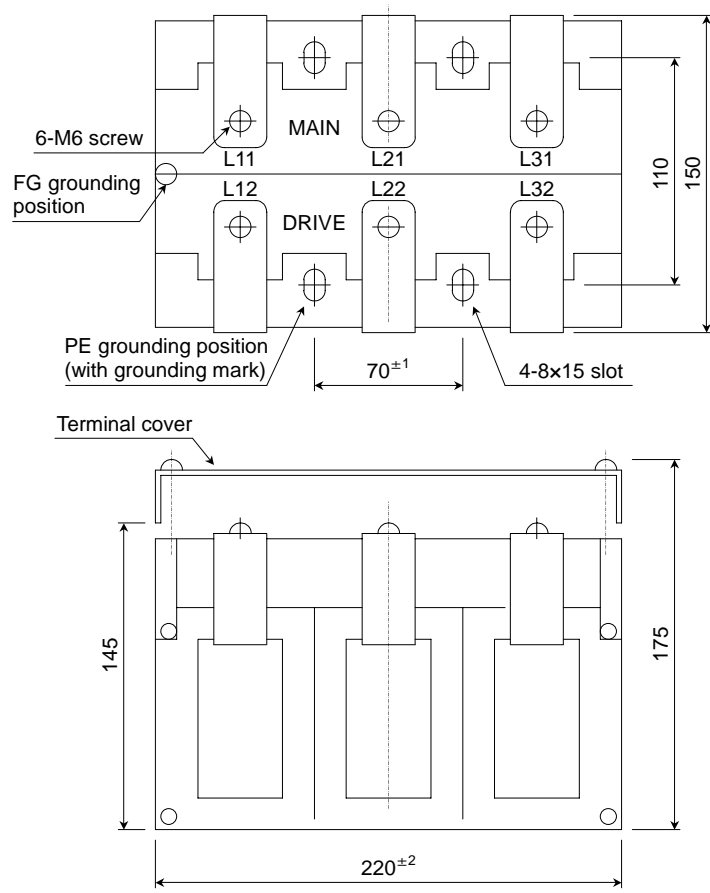 6-M6 screw
MAIN
L11
L21
L31
FG grounding
position
L12
L22
L32
DRIVE
110
150
PE grounding position
(with grounding mark)
70±1
4-8×15 slot
Terminal cover
145
175
220±2